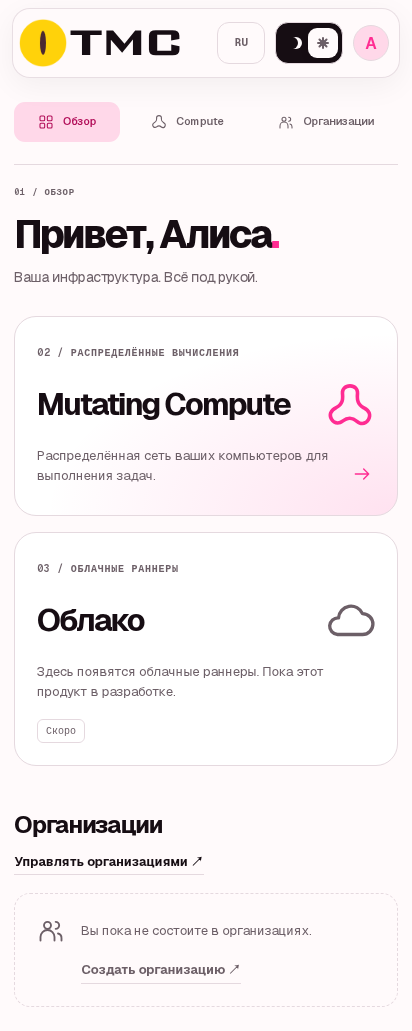 TMC
RU
A
Обзор
Compute
Организации
01 / ОБЗОР
Привет, Алиса.
Ваша инфраструктура. Всё под рукой.
02 / РАСПРЕДЕЛЁННЫЕ ВЫЧИСЛЕНИЯ
Mutating Compute
Распределённая сеть ваших компьютеров для
выполнения задач.
03 / ОБЛАЧНЫЕ РАННЕРЫ
Облако
Здесь появятся облачные раннеры. Пока этот
продукт в разработке.
Скоро
Организации
Управлять организациями ↗
Вы пока не состоите в организациях.
Создать организацию ↗